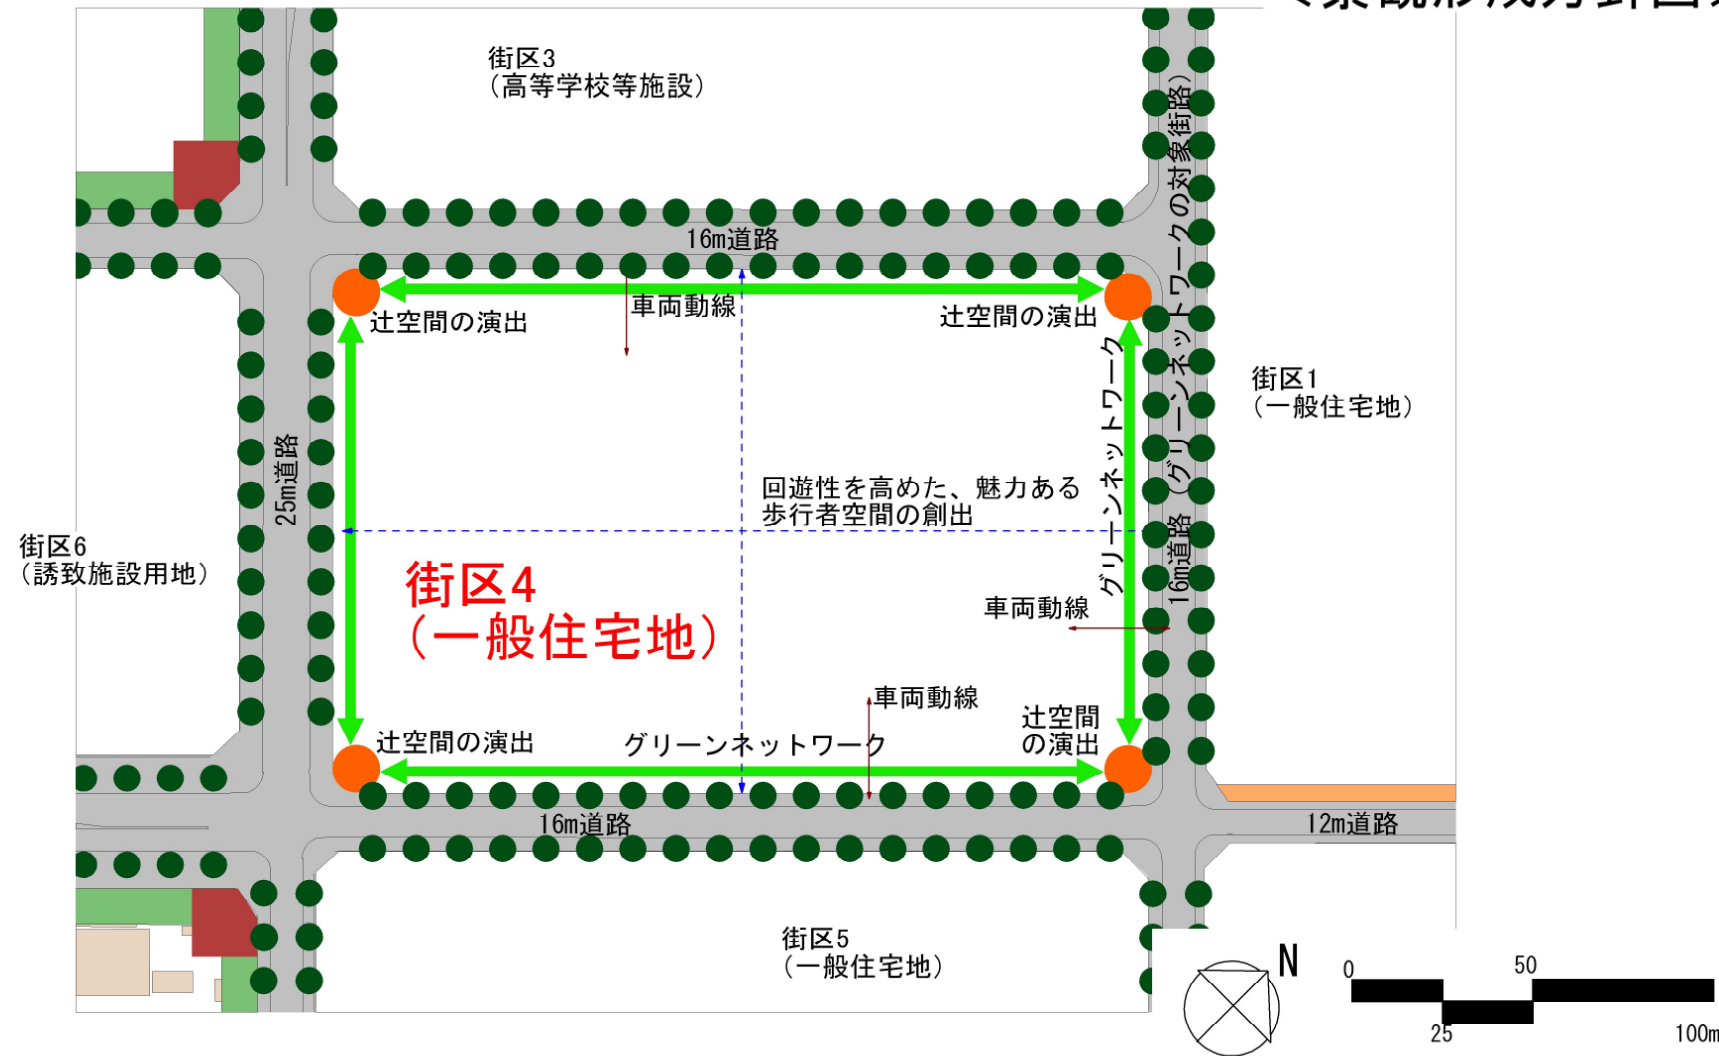 街区3
（高等学校等施設）
16m道路（グリーンネットワークの対象街路）
16m道路
車両動線
辻空間の演出
辻空間の演出
グリーンネットワーク
街区1
（一般住宅地）
25m道路
回遊性を高めた、魅力ある
歩行者空間の創出
街区6
（誘致施設用地）
街区4
（一般住宅地）
車両動線
車両動線
辻空間の演出
グリーンネットワーク
辻空間
の演出
16m道路
12m道路
街区5
（一般住宅地）
N
0
50
25
100m